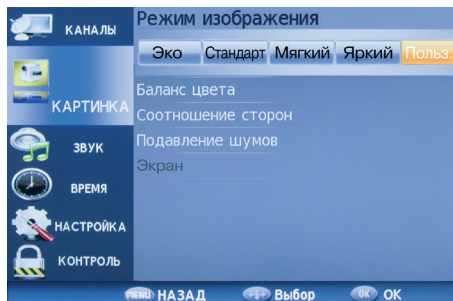 КАНАЛЫ
КАРТИНКА
ЗВУК
ВРЕМЯ
НАСТРОЙКА
КОНТРОЛЬ
Режим изображения
Эко Стандарт Мягкий Яркий Польз.
Баланс цвета
Соотношение сторон
Подавление шумов
Экран
MENU НАЗАД Выбор OK ОК